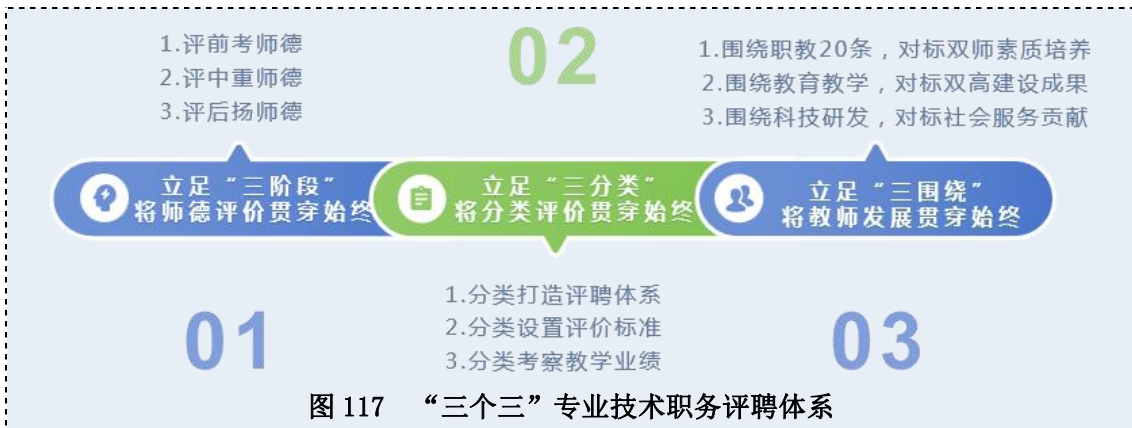 1.评前考师德
2.评中重师德
3.评后扬师德
02
1.围绕职教20条，对标双师素质培养
2.围绕教育教学，对标双高建设成果
3.围绕科技研发，对标社会服务贡献
立足“三阶段”
将师德评价贯穿始终
立足“三分类”
将分类评价贯穿始终
立足“三围绕”
将教师发展贯穿始终
01
1.分类打造评聘体系
2.分类设置评价标准
3.分类考察教学业绩
03
图 117 “三个三”专业技术职务评聘体系